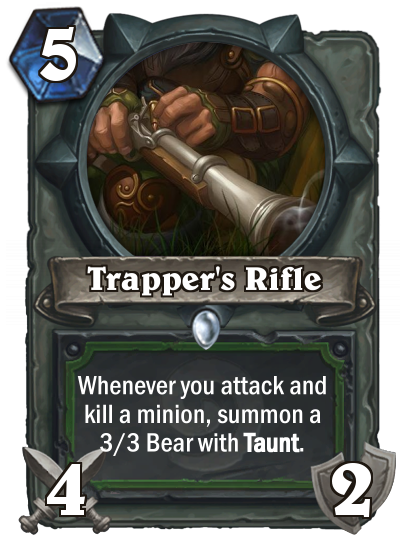 5
Trapper's Rifle
Whenever you attack and
kill a minion, summon a
3/3 Bear with Taunt.
4
2